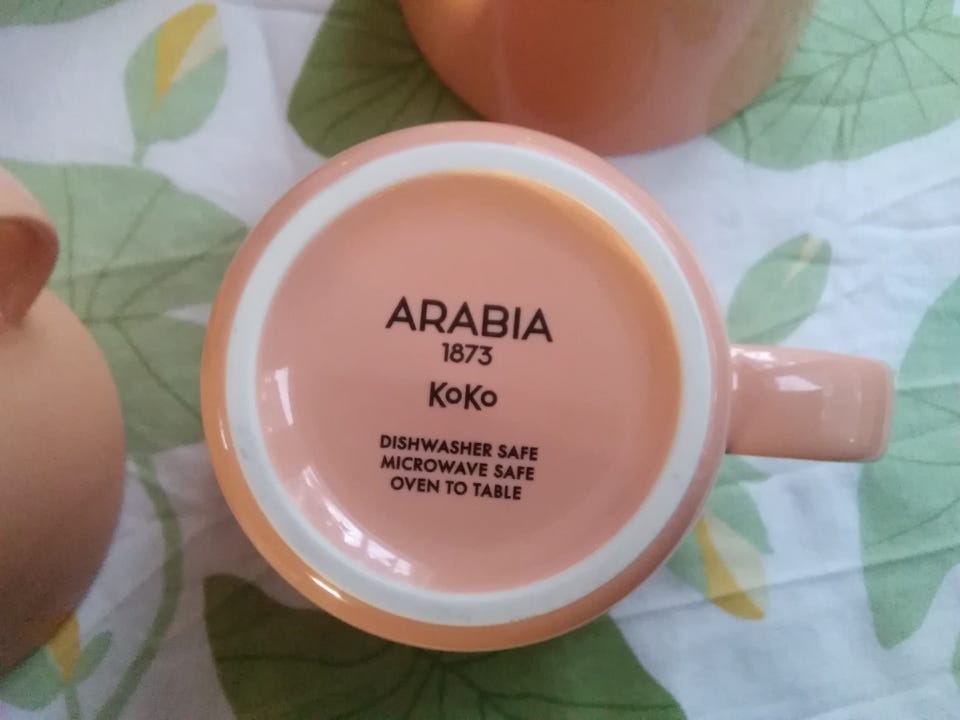 ARABIA
1873
KoKo
DISHWASHER SAFE
MICROWAVE SAFE
OVEN TO TABLE